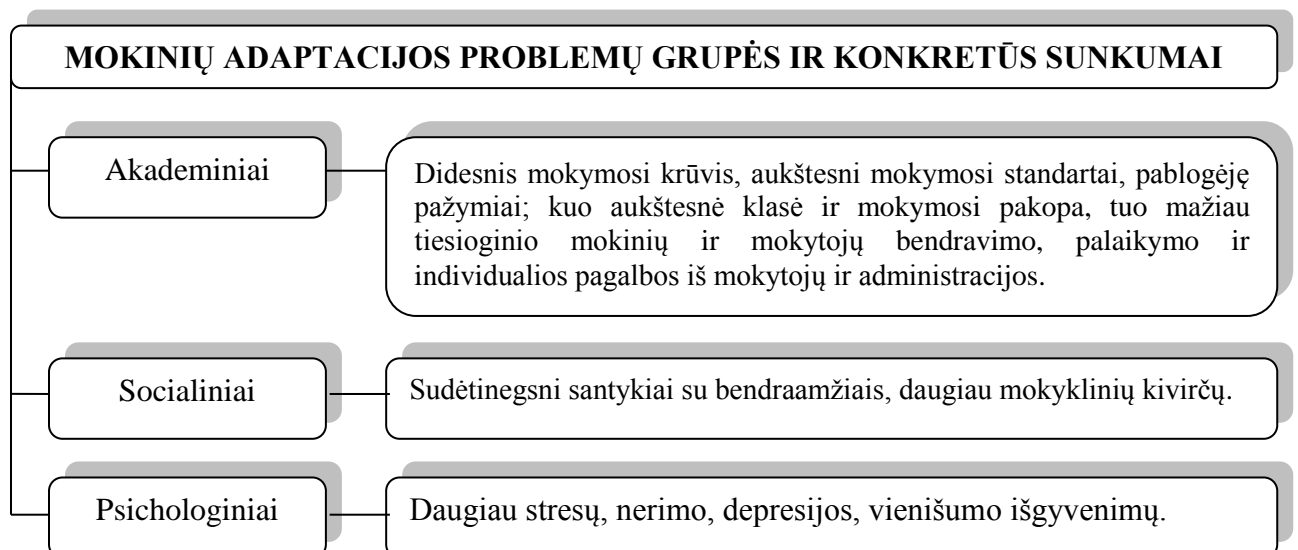 MOKINIŲ ADAPTACIJOS PROBLEMŲ GRUPĖS IR KONKRETŪS SUNKUMAI
Akademiniai
Didesnis mokymosi krūvis, aukštesni mokymosi standartai, pablogėję
pažymiai; kuo aukštesnė klasė ir mokymosi pakopa, tuo mažiau
tiesioginio mokinių ir mokytojų bendravimo, palaikymo ir
individualios pagalbos iš mokytojų ir administracijos.
Socialiniai
Sudėtinegsni santykiai su bendraamžiais, daugiau mokyklinių kivirčų.
Psichologiniai
Daugiau stresų, nerimo, depresijos, vienišumo išgyvenimų.